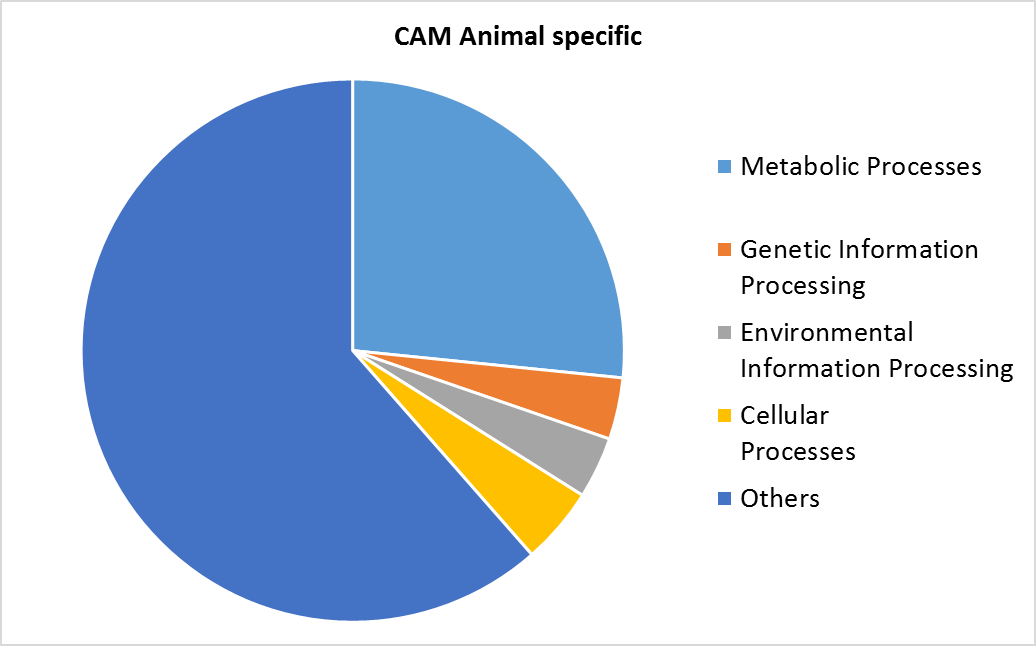 CAM Animal specific
Metabolic Processes
Genetic Information
Processing
Environmental
Information Processing
Cellular
Processes
Others